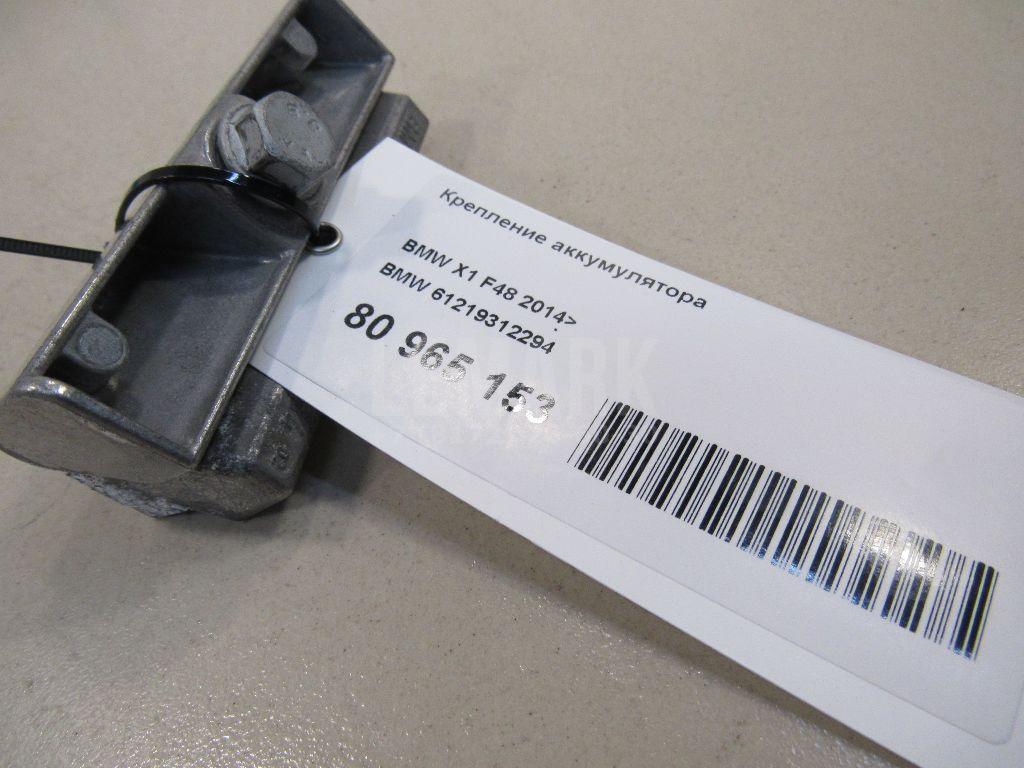 Крепление аккумулятора
BMW X1 F48 2014>
BMW 61219312294
80 965 153